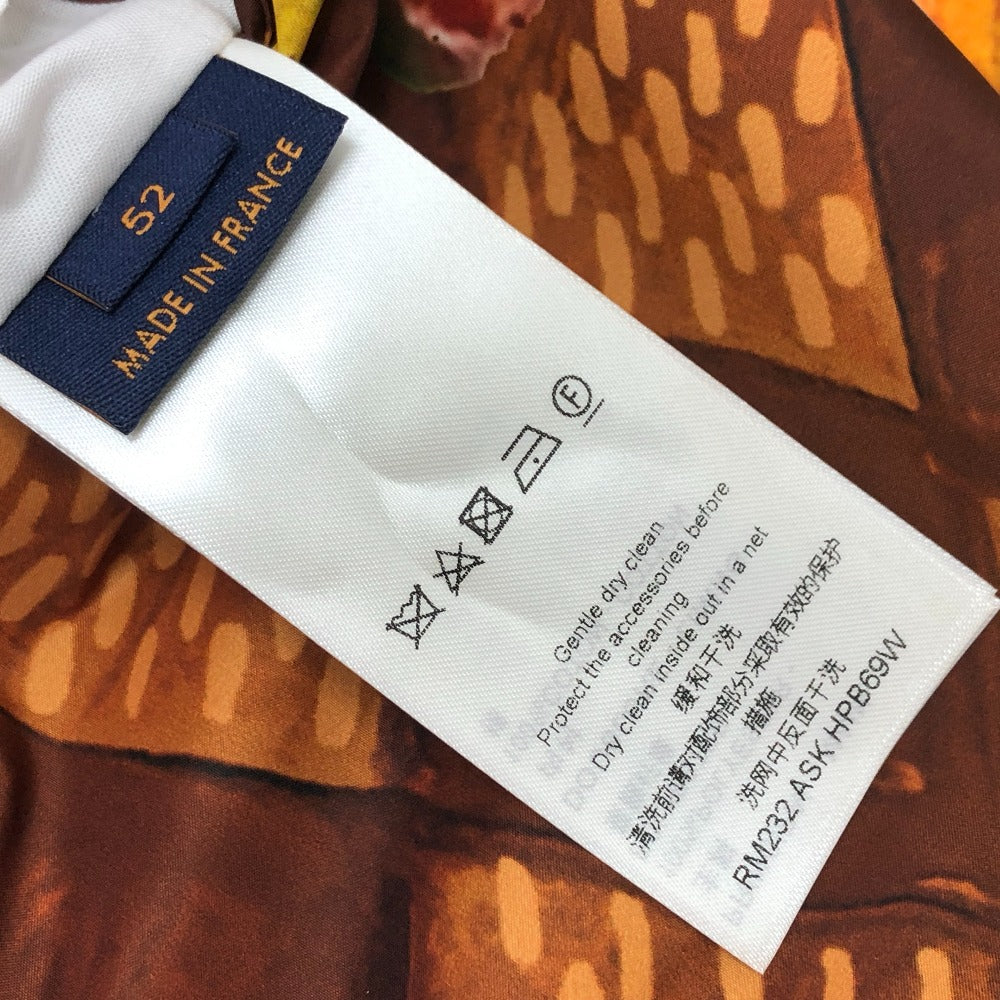 52
MADE IN FRANCE
F
Gentle dry clean
Protect the accessories before
cleaning
Dry clean inside out in a net
缓和干洗
清洗前请对配饰部分采取有效的保护
措施
洗网中反面干洗
RM232 ASK HPB69W